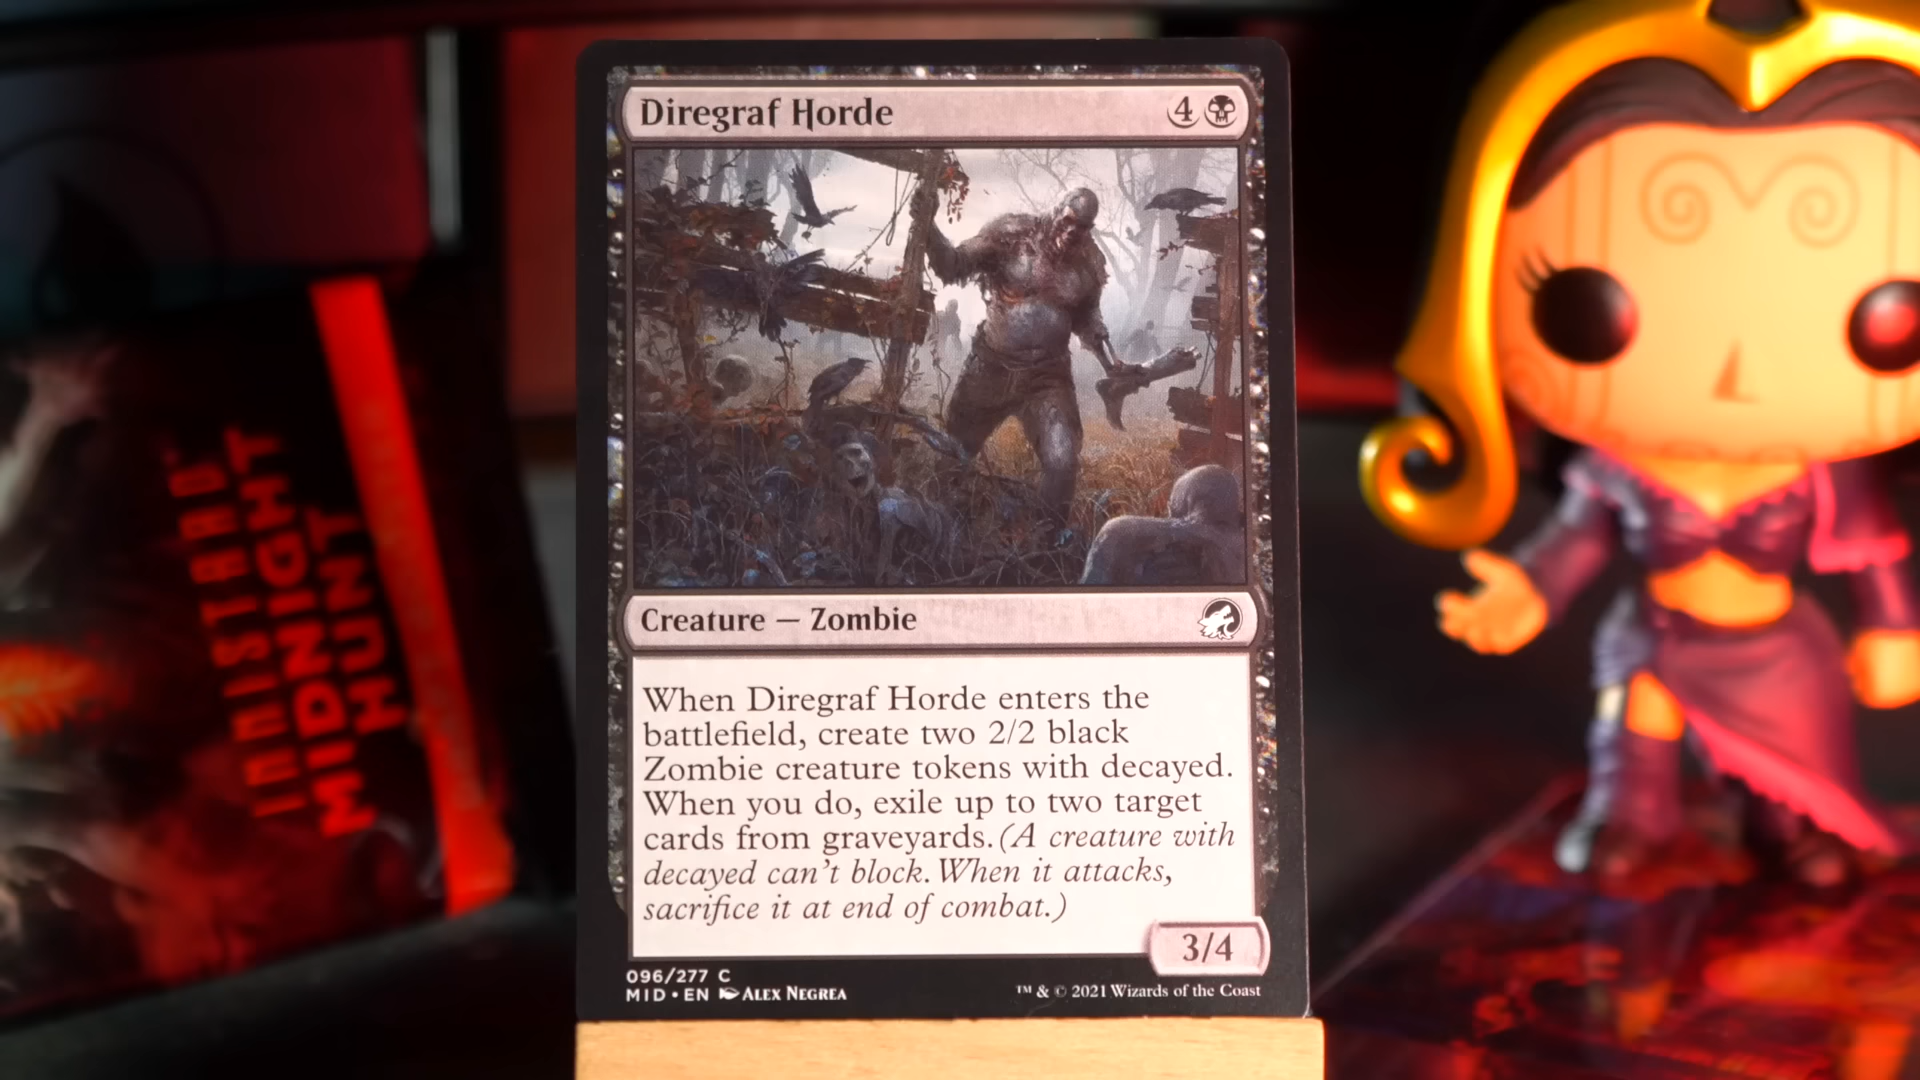 Diregraf Horde 4
Creature — Zombie
When Diregraf Horde enters the
battlefield, create two 2/2 black
Zombie creature tokens with decayed.
When you do, exile up to two target
cards from graveyards. (A creature with
decayed can't block. When it attacks,
sacrifice it at end of combat.)
3/4
096/277 C
MID • EN ALEX NEGREA
™ & © 2021 Wizards of the Coast
INNISTRAD
MIDNIGHT
HUNT